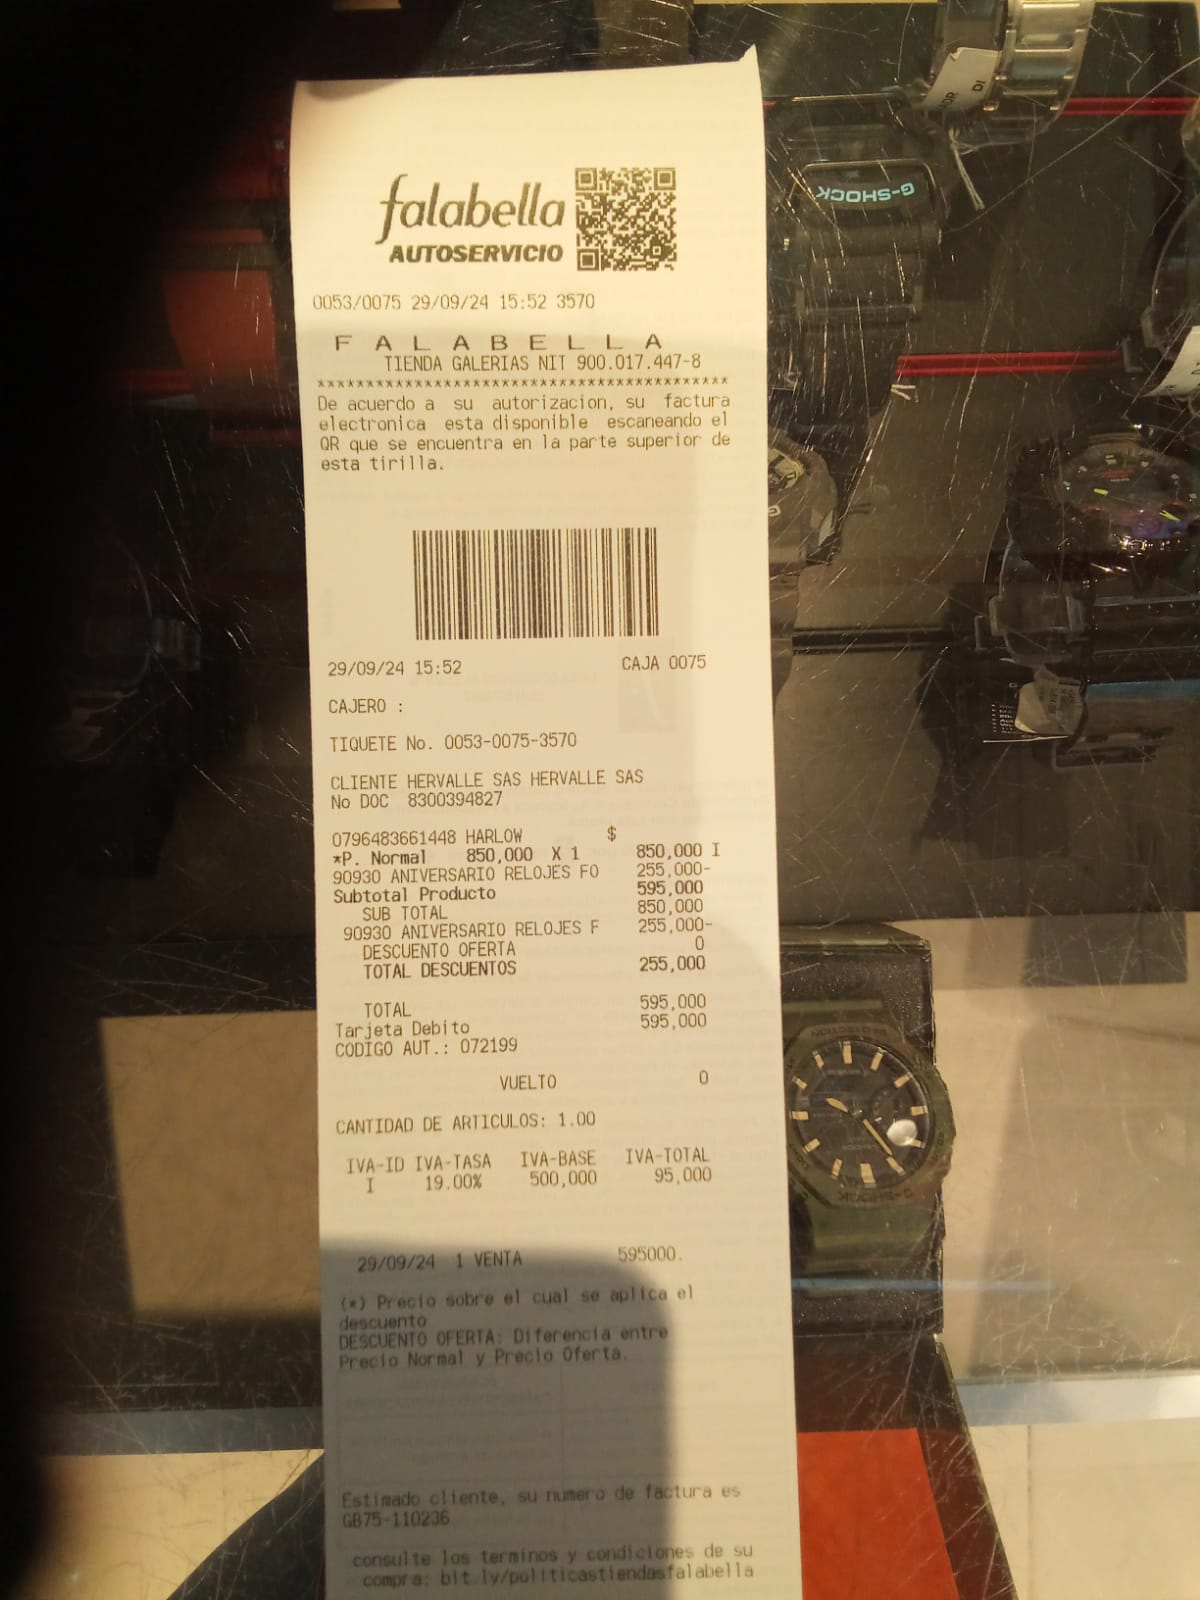 falabella
AUTOSERVICIO
0053/0075 29/09/24 15:52 3570
F A L A B E L L A
TIENDA GALERIAS NIT 900.017.447-8
******************************************
De acuerdo a su autorizacion, su factura
electronica esta disponible escaneando el
QR que se encuentra en la parte superior de
esta tirilla.
29/09/24 15:52 CAJA 0075
CAJERO :
TIQUETE No. 0053-0075-3570
CLIENTE HERVALLE SAS HERVALLE SAS
No DOC 8300394827
0796483661448 HARLOW $
*P. Normal 850,000 X 1 850,000 I
90930 ANIVERSARIO RELOJES FO 255,000-
Subtotal Producto 595,000
SUB TOTAL 850,000
90930 ANIVERSARIO RELOJES F 255,000-
DESCUENTO OFERTA 0
TOTAL DESCUENTOS 255,000
TOTAL 595,000
Tarjeta Debito 595,000
CODIGO AUT.: 072199
VUELTO 0
CANTIDAD DE ARTICULOS: 1.00
IVA-ID IVA-TASA IVA-BASE IVA-TOTAL
I 19.00% 500,000 95,000
29/09/24 1 VENTA 595000.
(*) Precio sobre el cual se aplica el
descuento
DESCUENTO OFERTA: Diferencia entre
Precio Normal y Precio Oferta.
Estimado cliente, su numero de factura es
GB75-110236
consulte los terminos y condiciones de su
compra: bit.ly/politicastiendasfalabella
G-SHOCK
G-SHOCK